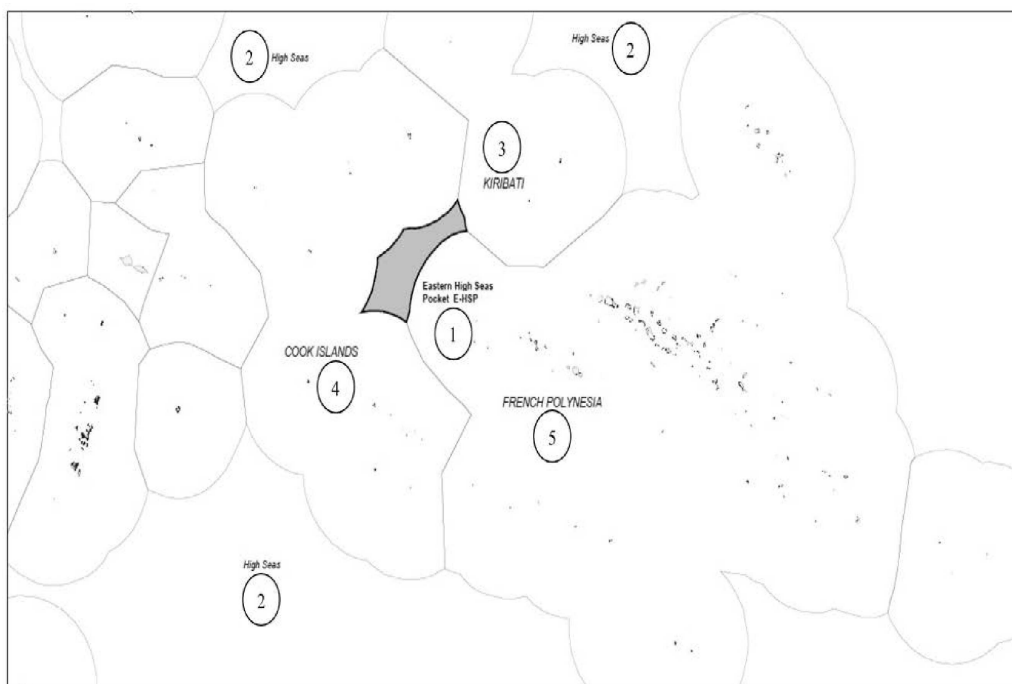 High Seas
2
2
High Seas
3
KIRIBATI
Eastern High Seas
Pocket E-HSP
1
COOK ISLANDS
4
FRENCH POLYNESIA
5
High Seas
2